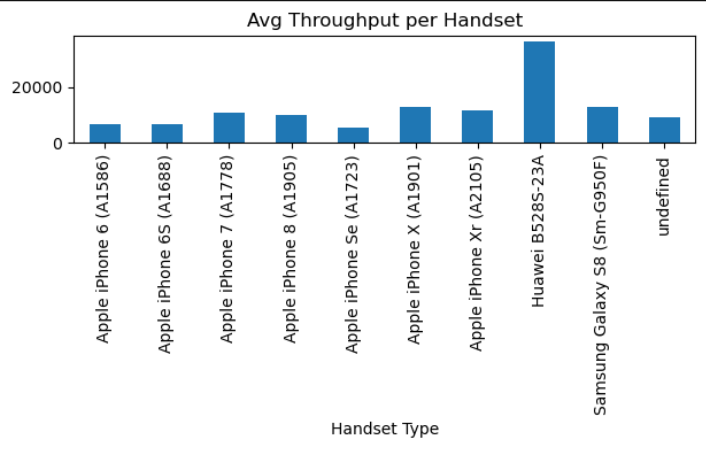 Avg Throughput per Handset
20000
0
Apple iPhone 6 (A1586)
Apple iPhone 6S (A1688)
Apple iPhone 7 (A1778)
Apple iPhone 8 (A1905)
Apple iPhone Se (A1723)
Apple iPhone X (A1901)
Apple iPhone Xr (A2105)
Huawei B528S-23A
Samsung Galaxy S8 (Sm-G950F)
undefined
Handset Type